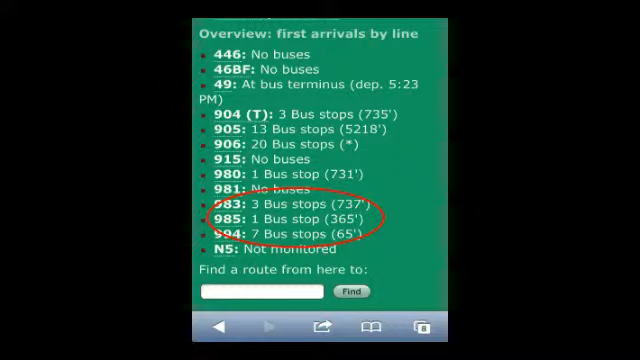 Overview: first arrivals by line
446: No buses
46BF: No buses
49: At bus terminus (dep. 5:23
PM)
904 (T): 3 Bus stops (735')
905: 13 Bus stops (5218')
906: 20 Bus stops (*)
915: No buses
980: 1 Bus stop (731')
981: No buses
983: 3 Bus stops (737')
985: 1 Bus stop (365')
994: 7 Bus stops (65')
N5: Not monitored
Find a route from here to:
Find
8